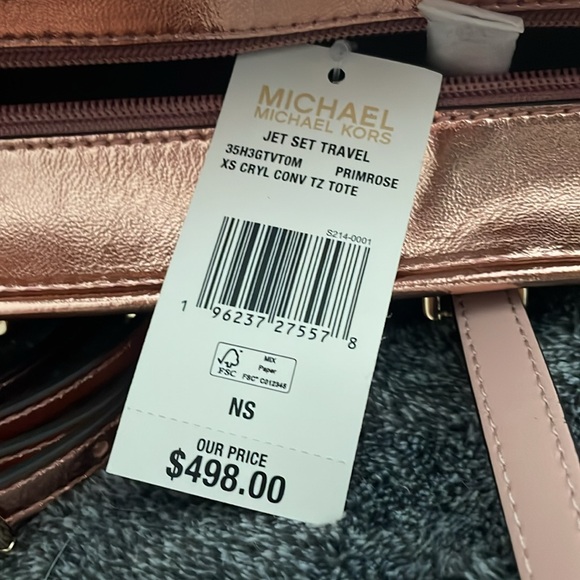 MICHAEL
MICHAEL KORS
JET SET TRAVEL
35H3GTVT0M PRIMROSE
XS CRYL CONV TZ TOTE
S214-0001
1 96237 27557 8
FSC
MIX
Paper
FSC® C012948
NS
OUR PRICE
$498.00